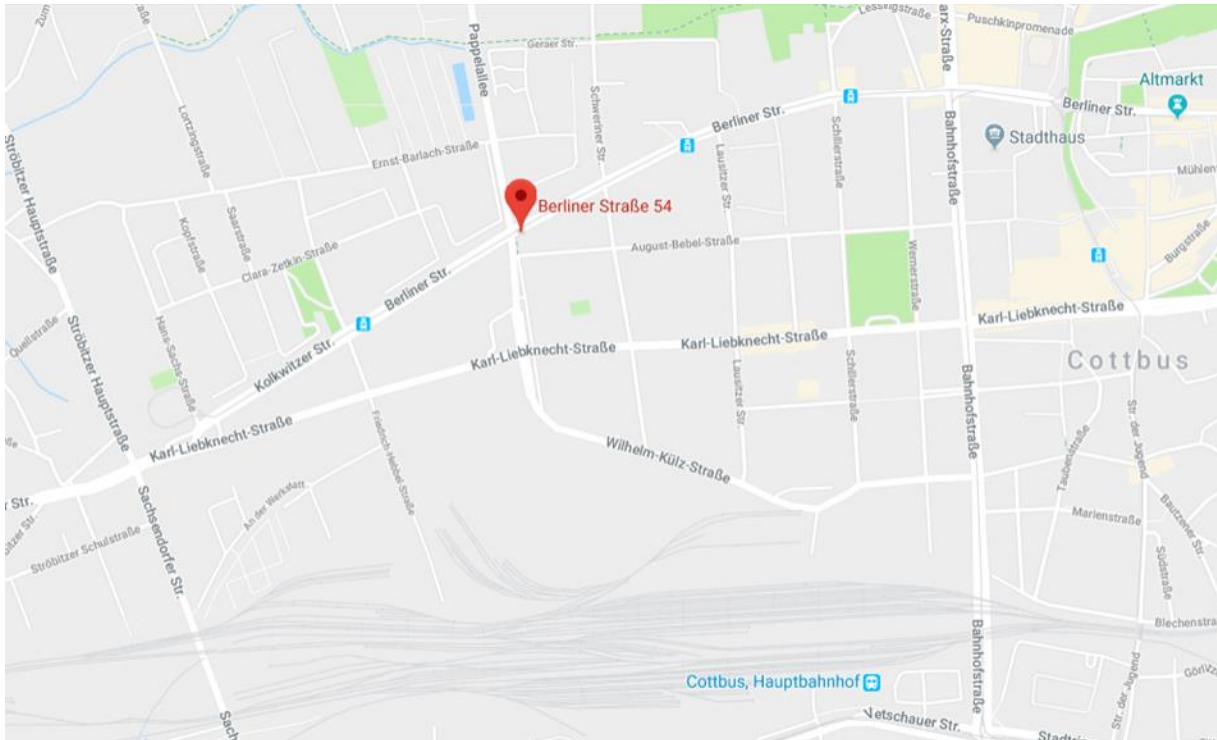 Zum
Lessingstraße
Puschkinpromenade
Pappelallee
Geraer Str.
Altmarkt
Berliner Str.
Berliner Str.
Stadthaus
Lortzingstraße
Schweriner Str.
Ströbitzer Hauptstraße
Ernst-Barlach-Straße
Lausitzer Str.
Schillerstraße
Bahnhofstraße
Berliner Straße 54
Kopfstraße
Saarstraße
Clara-Zetkin-Straße
August-Bebel-Straße
Wernerstraße
Burgstraße
Berliner Str.
Quellstraße
Ströbitzer Hauptstraße
Hans-Sachs-Straße
Kolkwitzer Str.
Karl-Liebknecht-Straße
Karl-Liebknecht-Straße
Karl-Liebknecht-Straße
Cottbus
Lausitzer Str.
Schillerstraße
Bahnhofstraße
Karl-Liebknecht-Straße
Friedrich-Hebbel-Straße
Wilhelm-Külz-Straße
Str. der Jugend
Taubenstraße
r Str.
An der Werkstatt
Sachsendorfer Str.
Marienstraße
Bautzener Str.
Ströbitzer Schulstraße
Südstraße
Bahnhofstraße
Blechenstra
Cottbus, Hauptbahnhof
Str. der Jugend
Vetschauer Str.